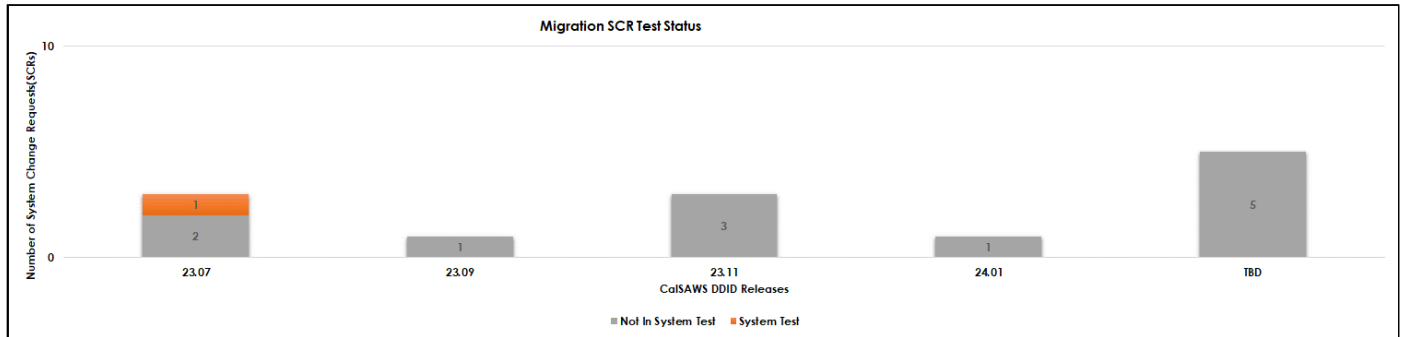 Migration SCR Test Status
Number of System Change Requests(SCRs)
10
0
1
2
1
3
1
5
23.07
23.09
23.11
24.01
TBD
CalSAWS DDID Releases
Not In System Test
System Test